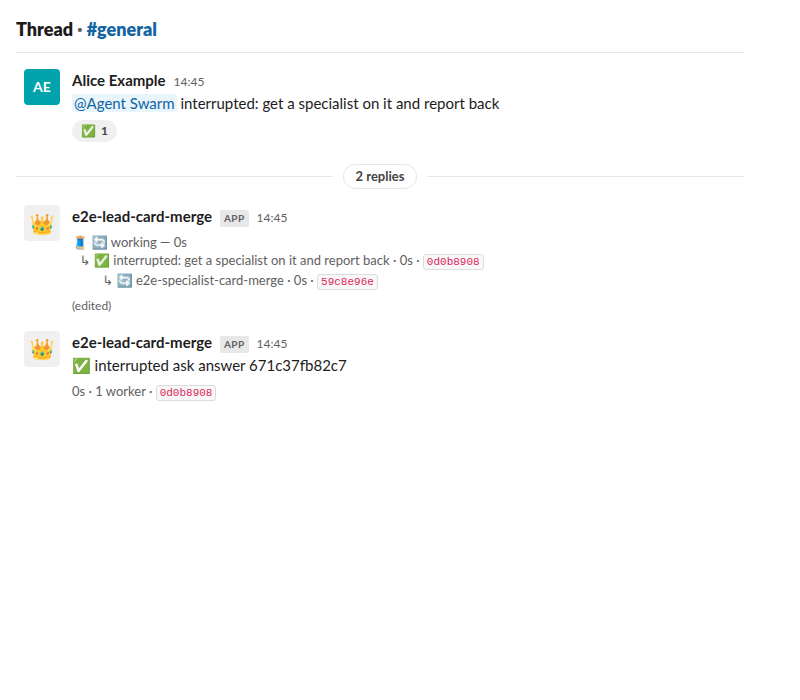 Thread • #general
AE
Alice Example 14:45
@Agent Swarm interrupted: get a specialist on it and report back
✅ 1
2 replies
e2e-lead-card-merge APP 14:45
🧵 🔄 working — 0s
↳ ✅ interrupted: get a specialist on it and report back · 0s · 0d0b8908
↳ 🔄 e2e-specialist-card-merge · 0s · 59c8e96e
(edited)
e2e-lead-card-merge APP 14:45
✅ interrupted ask answer 671c37fb82c7
0s · 1 worker · 0d0b8908